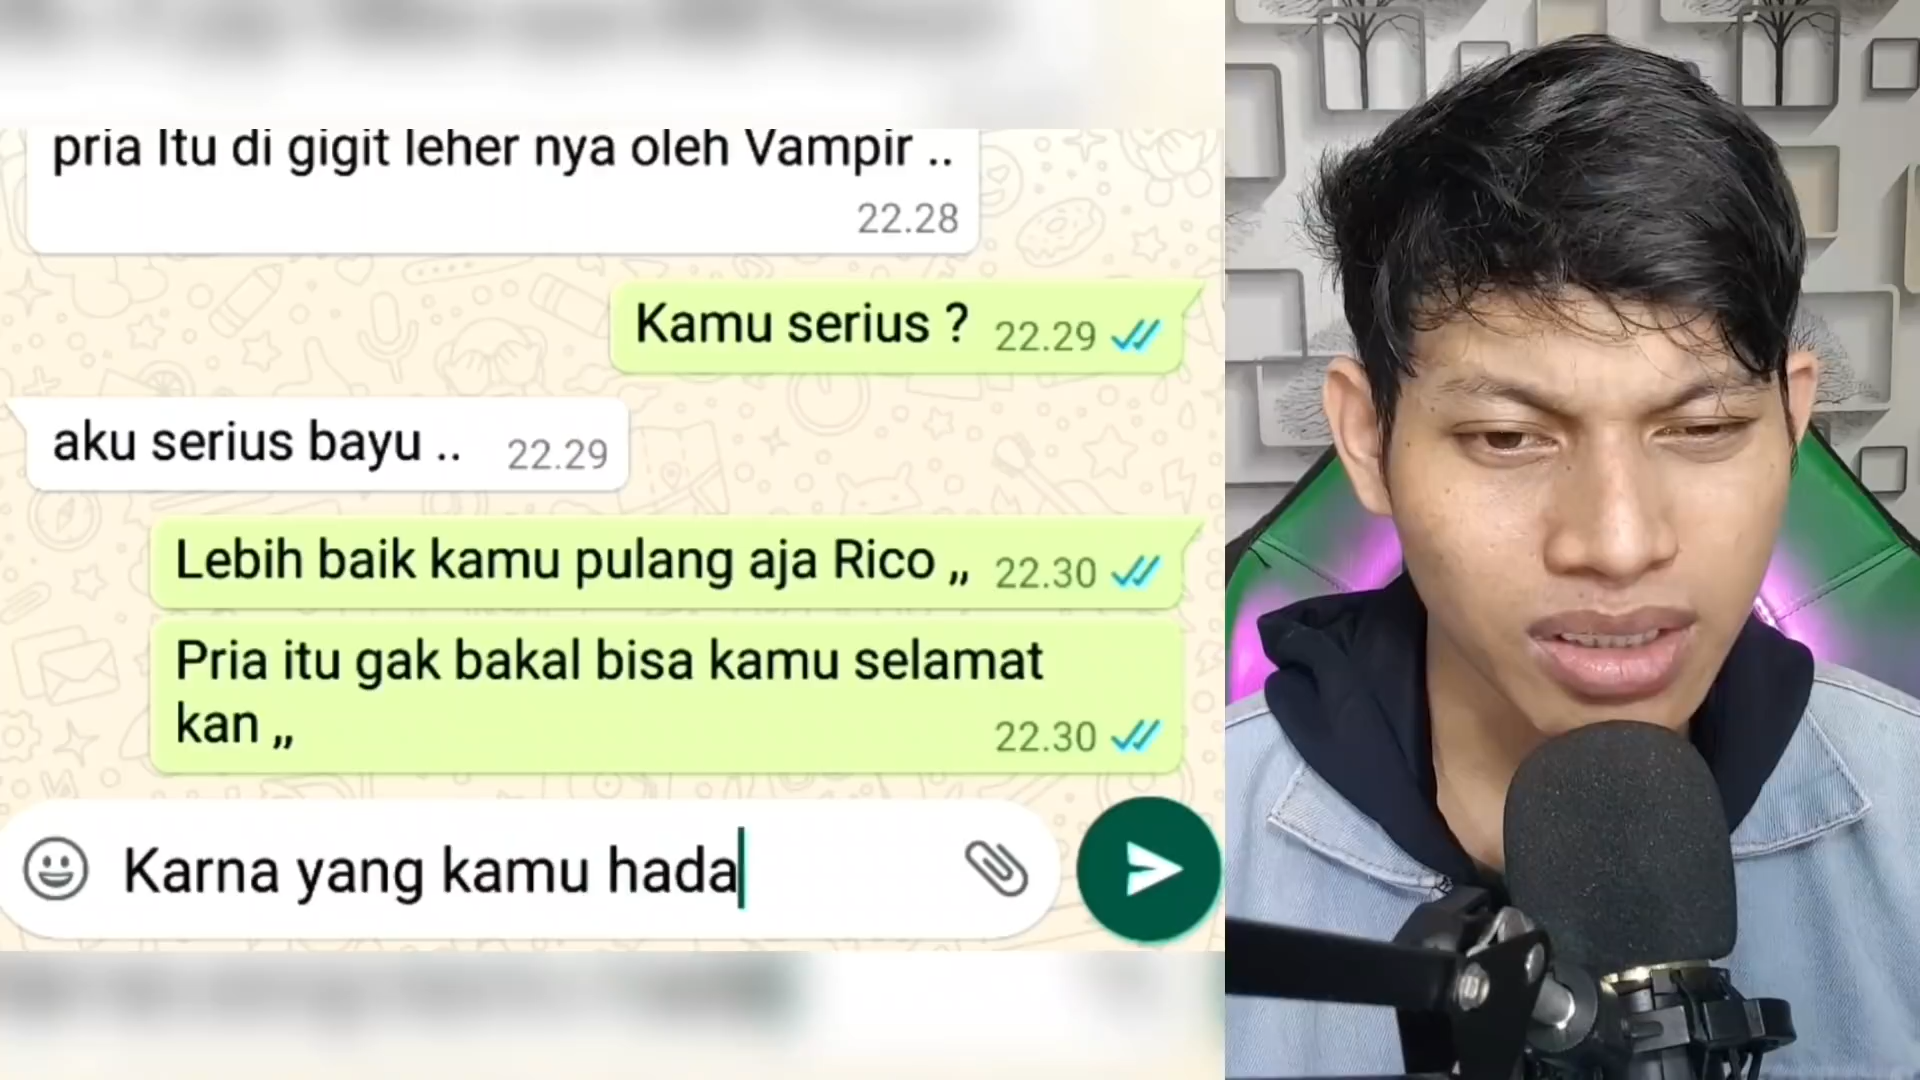 pria Itu di gigit leher nya oleh Vampir ..
22.28
Kamu serius ? 22.29
aku serius bayu .. 22.29
Lebih baik kamu pulang aja Rico ,, 22.30
Pria itu gak bakal bisa kamu selamat
kan ,, 22.30
Karna yang kamu hada